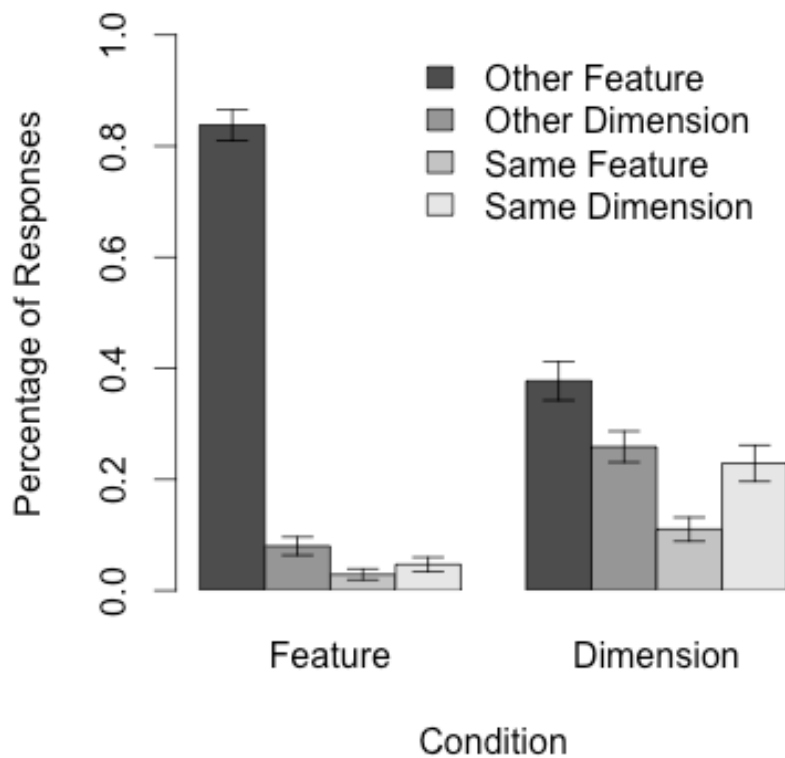 Percentage of Responses
1.0
0.8
0.6
0.4
0.2
0.0
Other Feature
Other Dimension
Same Feature
Same Dimension
Feature
Dimension
Condition